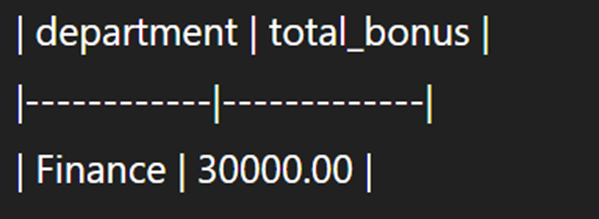 | department | total_bonus |
|------------|-------------|
| Finance | 30000.00 |